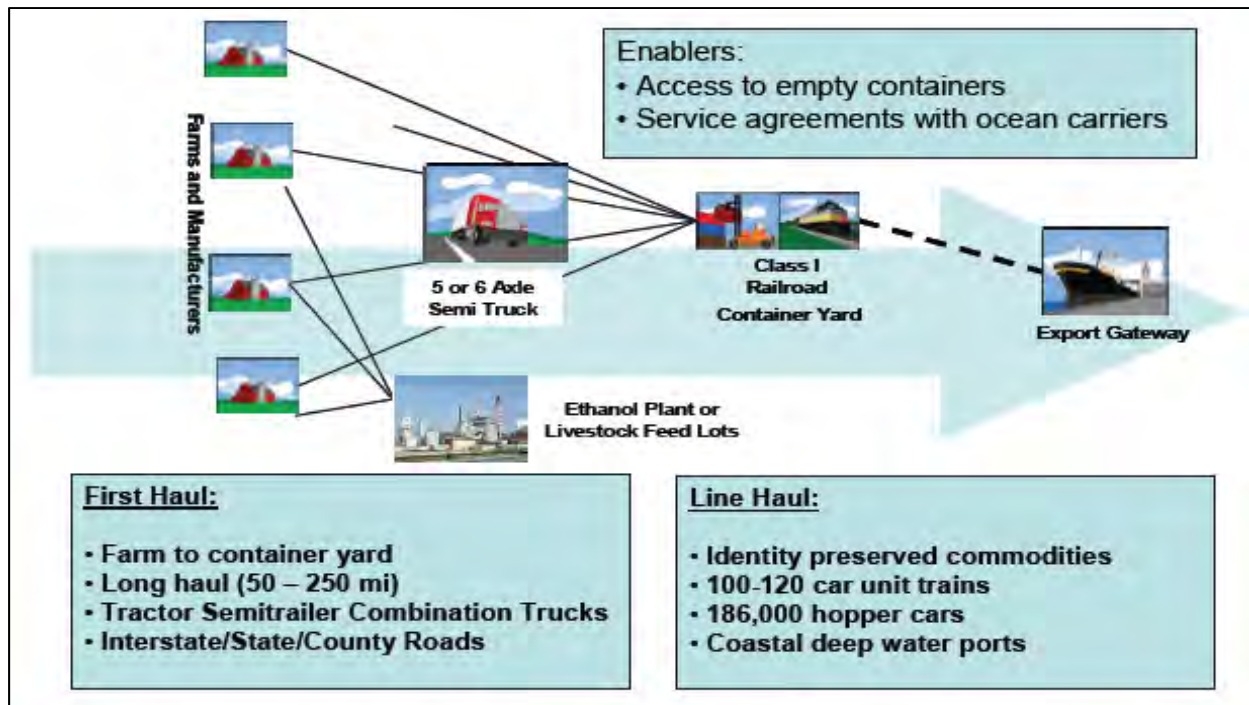 Enablers:
• Access to empty containers
• Service agreements with ocean carriers
Farms and Manufacturers
5 or 6 Axle
Semi Truck
Class I
Railroad
Container Yard
Export Gateway
Ethanol Plant or
Livestock Feed Lots
First Haul:
• Farm to container yard
• Long haul (50 – 250 mi)
• Tractor Semitrailer Combination Trucks
• Interstate/State/County Roads
Line Haul:
• Identity preserved commodities
• 100-120 car unit trains
• 186,000 hopper cars
• Coastal deep water ports